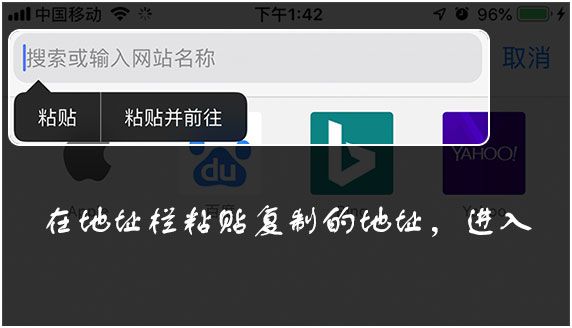 中国移动 下午1:42 96%
搜索或输入网站名称 取消
粘贴 粘贴并前往
Bai du YAHOO!
百度
在地址栏粘贴复制的地址，进入